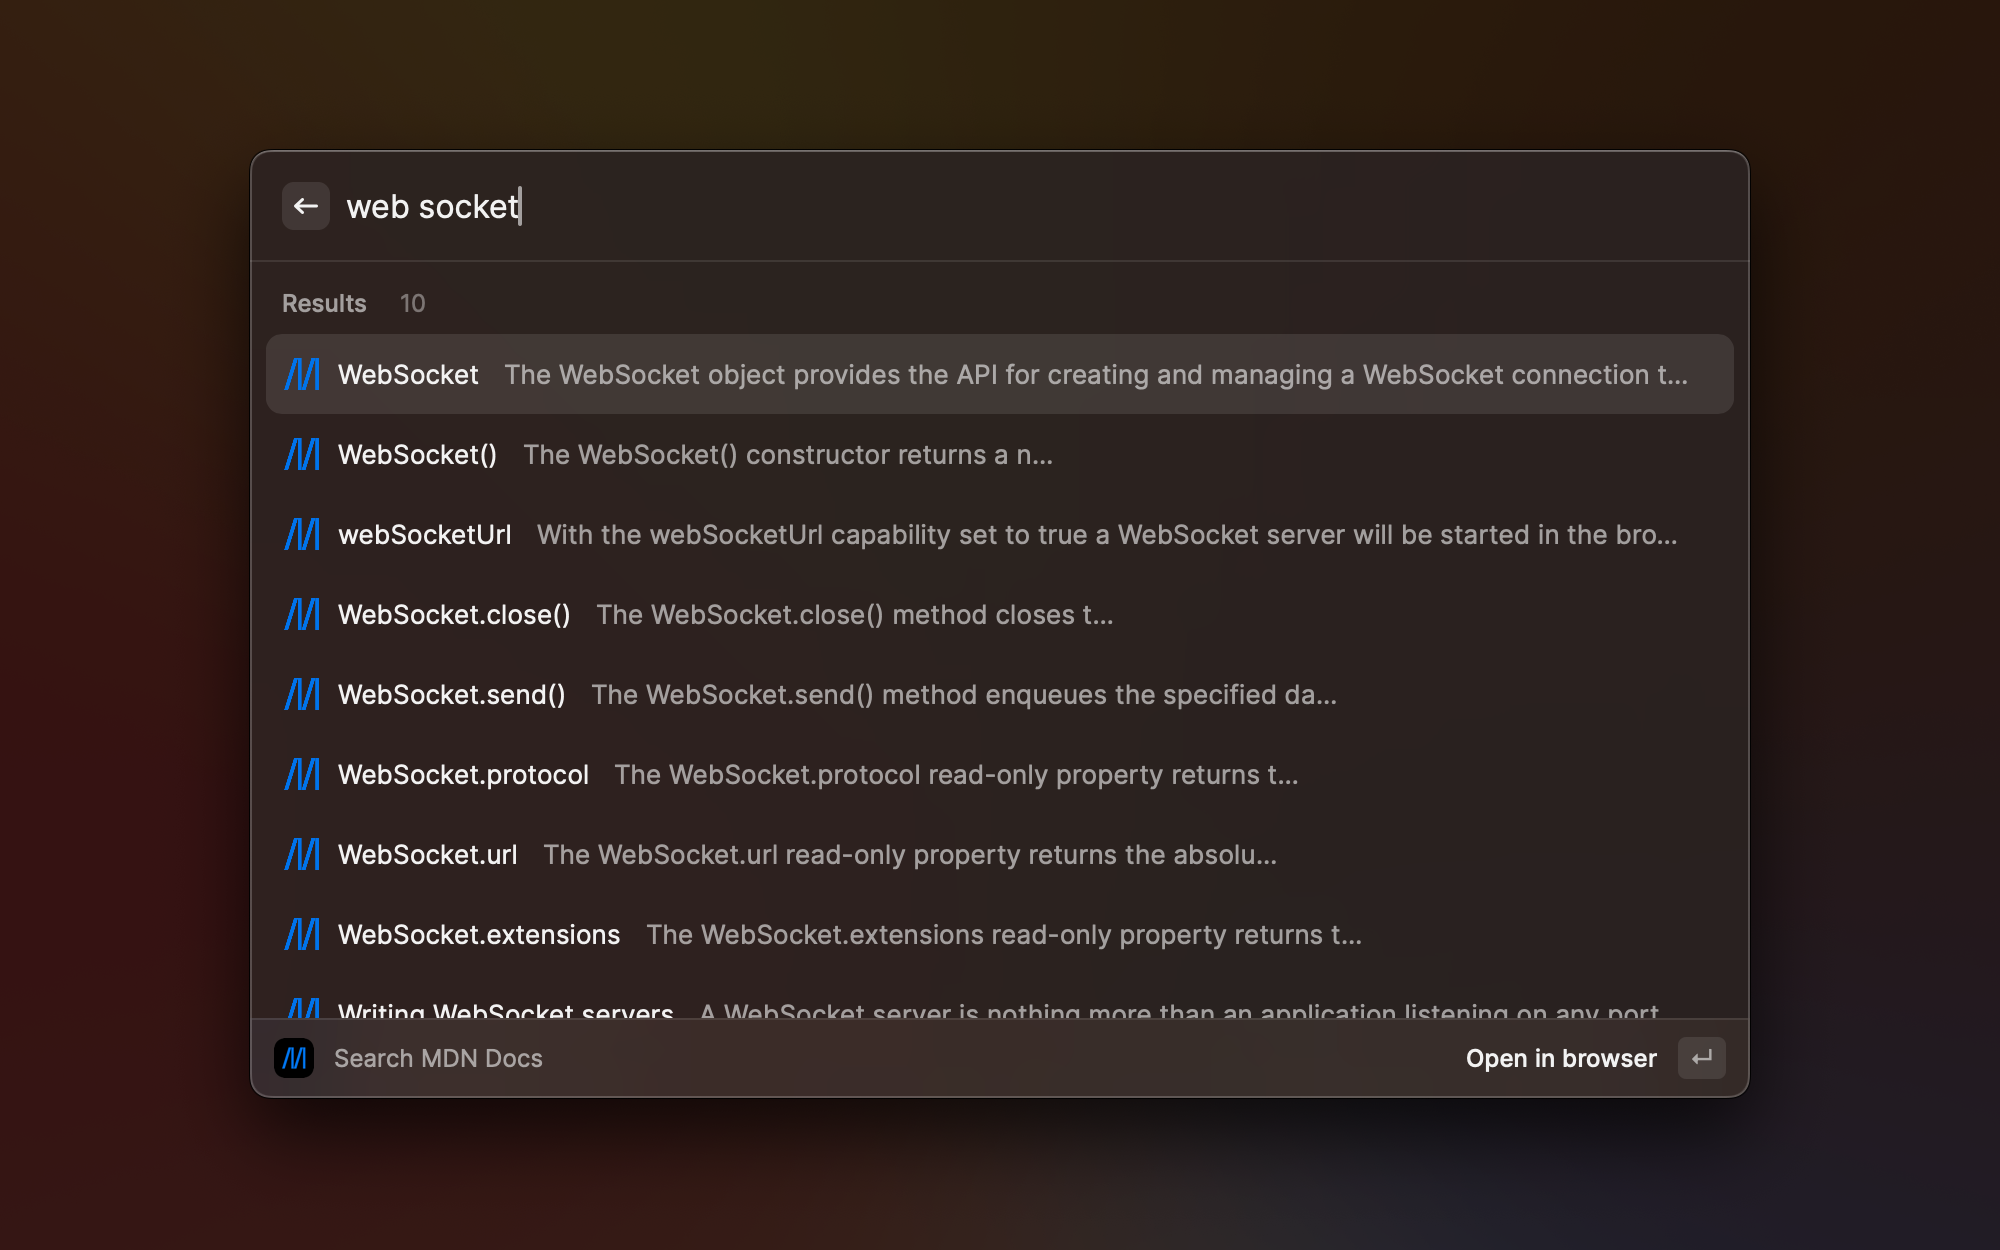 web socket
Results 10
WebSocket The WebSocket object provides the API for creating and managing a WebSocket connection t...
WebSocket() The WebSocket() constructor returns a n...
webSocketUrl With the webSocketUrl capability set to true a WebSocket server will be started in the bro...
WebSocket.close() The WebSocket.close() method closes t...
WebSocket.send() The WebSocket.send() method enqueues the specified da...
WebSocket.protocol The WebSocket.protocol read-only property returns t...
WebSocket.url The WebSocket.url read-only property returns the absolu...
WebSocket.extensions The WebSocket.extensions read-only property returns t...
Writing WebSocket servers A WebSocket server is nothing more than an application listening on any port
Search MDN Docs Open in browser